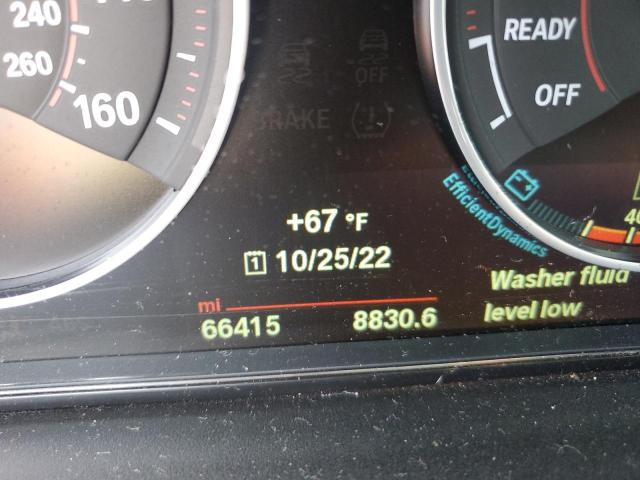 240
260
160
OFF
BRAKE
READY
OFF
EfficientDynamics
+67 °F
1 10/25/22
mi
66415 8830.6
Washer fluid
level low